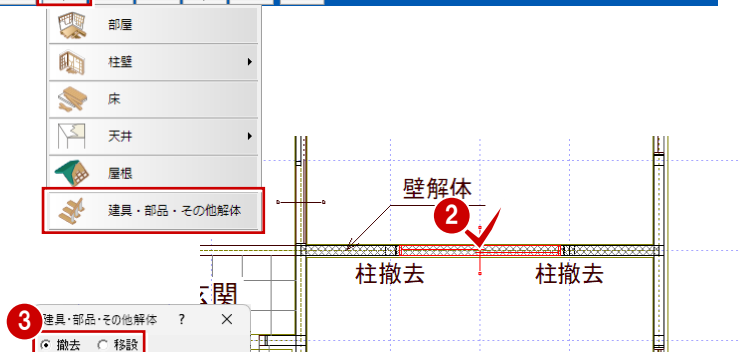 部屋
柱壁
床
天井
屋根
建具・部品・その他解体
壁解体
2
柱撤去
柱撤去
関
3
建具・部品・その他解体 ? ×
撤去 移設